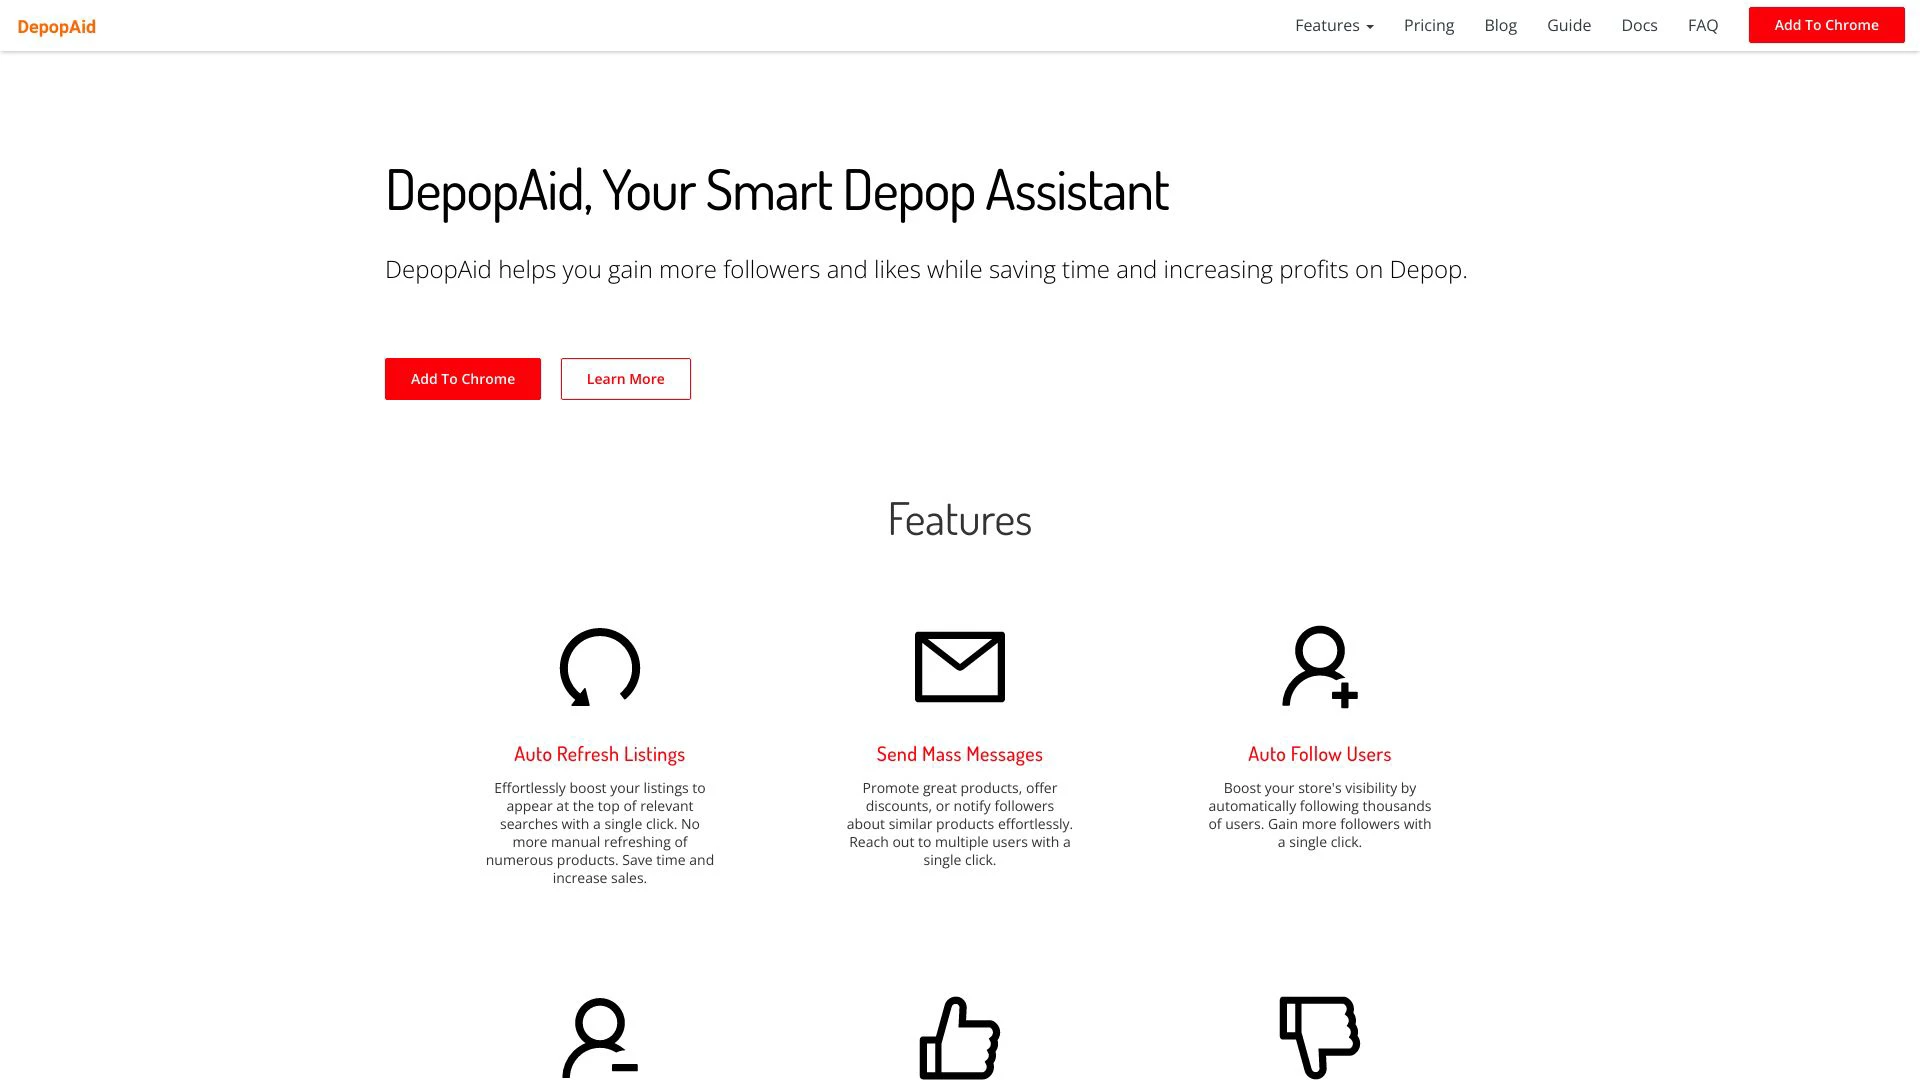 DepopAid
Features
Pricing
Blog
Guide
Docs
FAQ
Add To Chrome
DepopAid, Your Smart Depop Assistant
DepopAid helps you gain more followers and likes while saving time and increasing profits on Depop.
Add To Chrome
Learn More
Features
Auto Refresh Listings
Effortlessly boost your listings to
appear at the top of relevant
searches with a single click. No
more manual refreshing of
numerous products. Save time and
increase sales.
Send Mass Messages
Promote great products, offer
discounts, or notify followers
about similar products effortlessly.
Reach out to multiple users with a
single click.
Auto Follow Users
Boost your store's visibility by
automatically following thousands
of users. Gain more followers with
a single click.